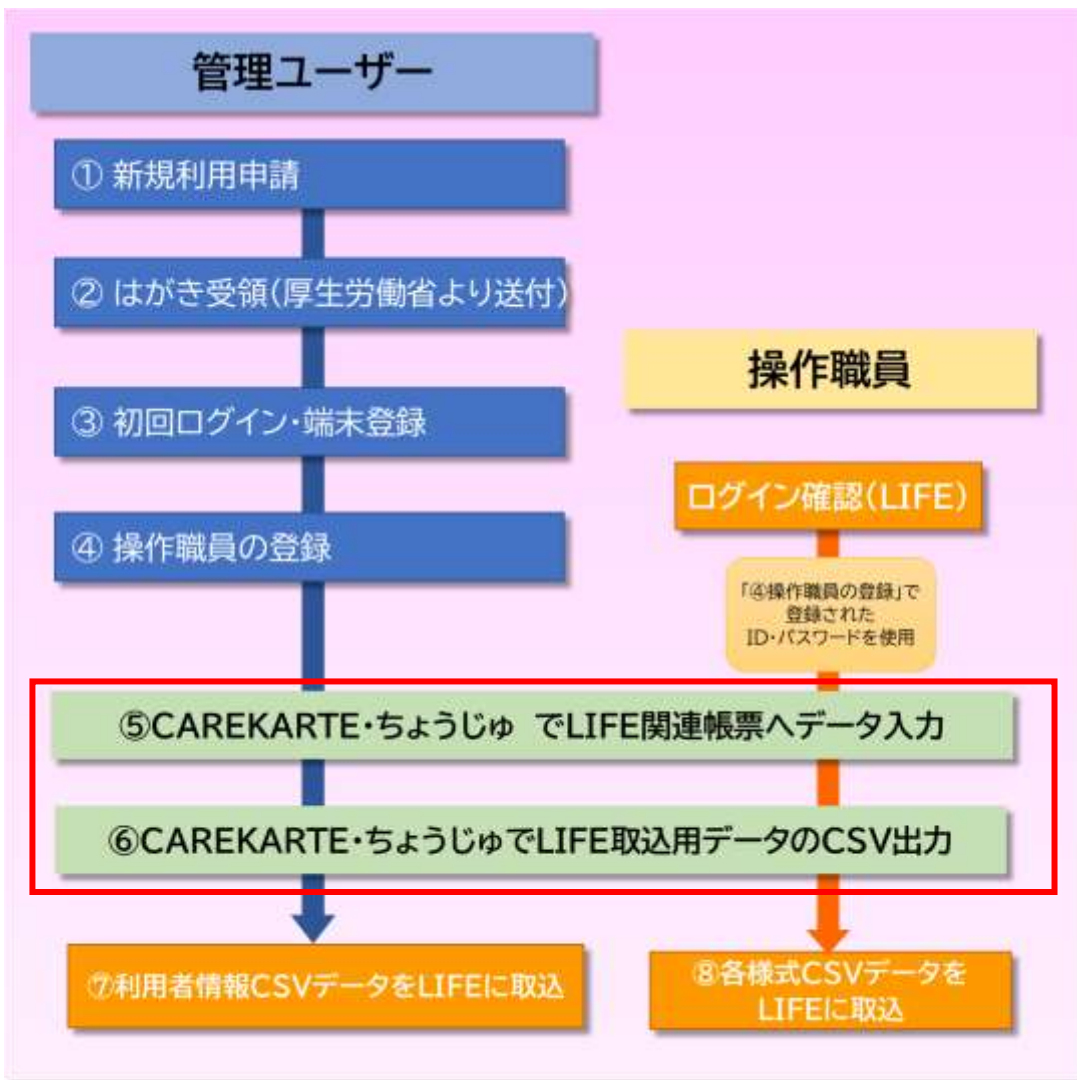 管理ユーザー
① 新規利用申請
② はがき受領(厚生労働省より送付)
③ 初回ログイン・端末登録
④ 操作職員の登録
操作職員
ログイン確認(LIFE)
「④操作職員の登録」で
登録された
ID・パスワードを使用
⑤CAREKARTE・ちょうじゅ でLIFE関連帳票へデータ入力
⑥CAREKARTE・ちょうじゅでLIFE取込用データのCSV出力
⑦利用者情報CSVデータをLIFEに取込
⑧各様式CSVデータを
LIFEに取込